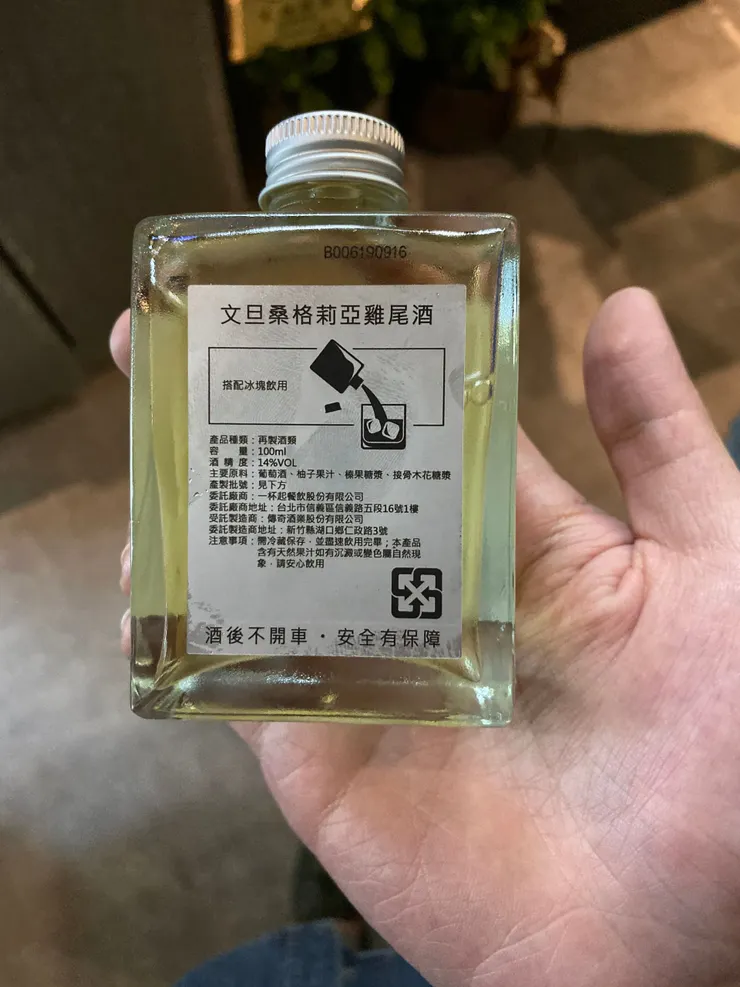 B006190916
文旦桑格莉亞雞尾酒
搭配冰塊飲用
產品種類：再製酒類
容　　量：100ml
酒 精 度：14%VOL
主要原料：葡萄酒、柚子果汁、榛果糖漿、接骨木花糖漿
產製批號：見下方
委託廠商：一杯起餐飲股份有限公司
委託廠商地址：台北市信義區信義路五段16號1樓
受託製造商：傳奇酒業股份有限公司
委託製造商地址：新竹縣湖口鄉仁政路3號
注意事項：需冷藏保存，並盡速飲用完畢；本產品
含有天然果汁如有沉澱或變色屬自然現
象，請安心飲用
酒後不開車・安全有保障